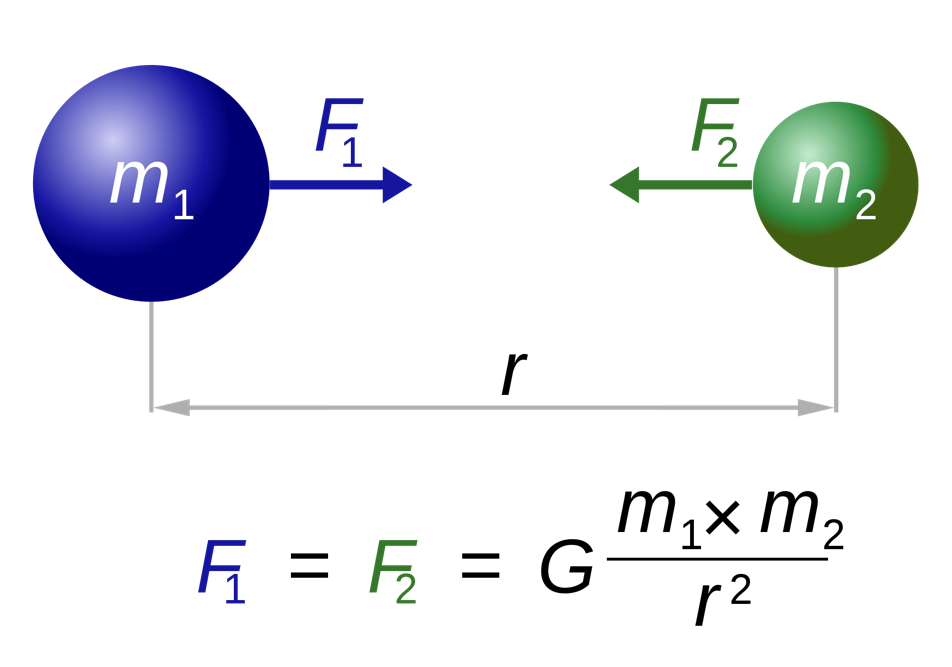 F₁ F₂
m₁ m₂
r
F₁ = F₂ = G (m₁ × m₂) / r²